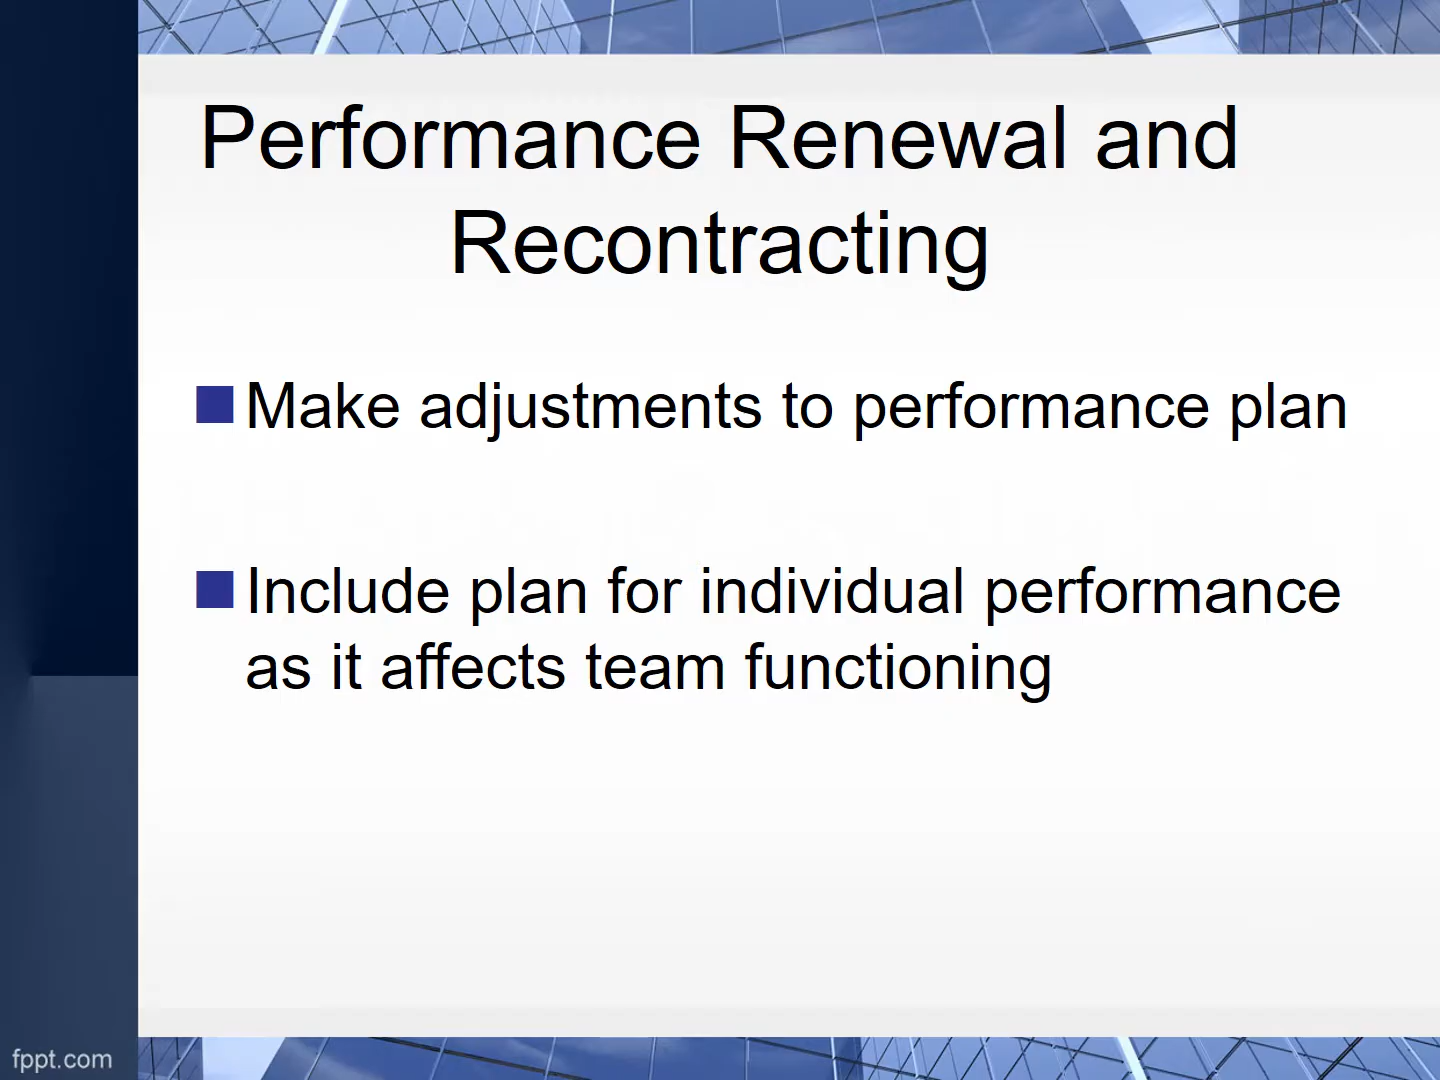 Performance Renewal and
Recontracting
Make adjustments to performance plan
Include plan for individual performance
as it affects team functioning
fppt.com